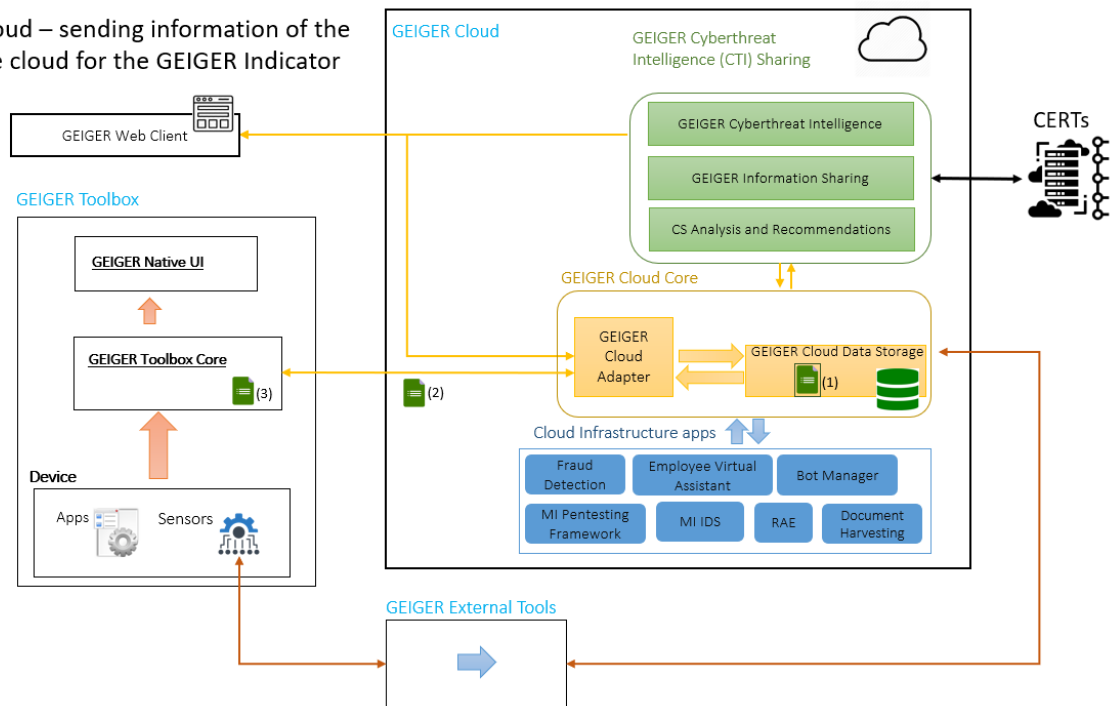 oud – sending information of the
e cloud for the GEIGER Indicator
GEIGER Cloud
GEIGER Cyberthreat
Intelligence (CTI) Sharing
GEIGER Web Client
GEIGER Cyberthreat Intelligence
GEIGER Information Sharing
CS Analysis and Recommendations
CERTs
GEIGER Toolbox
GEIGER Native UI
GEIGER Toolbox Core
(3)
(2)
GEIGER Cloud Core
GEIGER
Cloud
Adapter
GEIGER Cloud Data Storage
(1)
Cloud Infrastructure apps
Fraud
Detection
Employee Virtual
Assistant
Bot Manager
MI Pentesting
Framework
MI IDS
RAE
Document
Harvesting
Device
Apps
Sensors
GEIGER External Tools